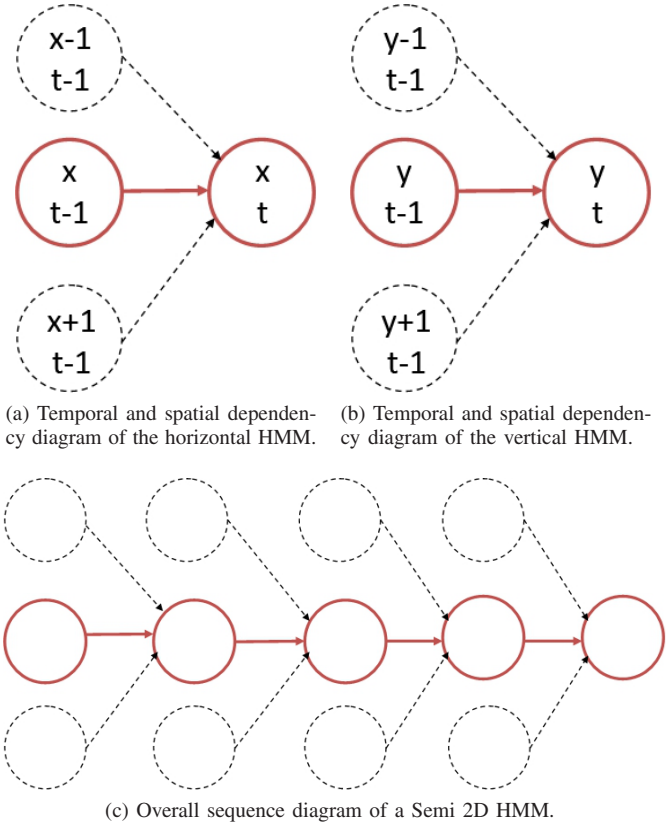 x-1
t-1
x
t-1
x
t
x+1
t-1
y-1
t-1
y
t-1
y
t
y+1
t-1
(a) Temporal and spatial dependen-
cy diagram of the horizontal HMM.
(b) Temporal and spatial dependen-
cy diagram of the vertical HMM.
(c) Overall sequence diagram of a Semi 2D HMM.